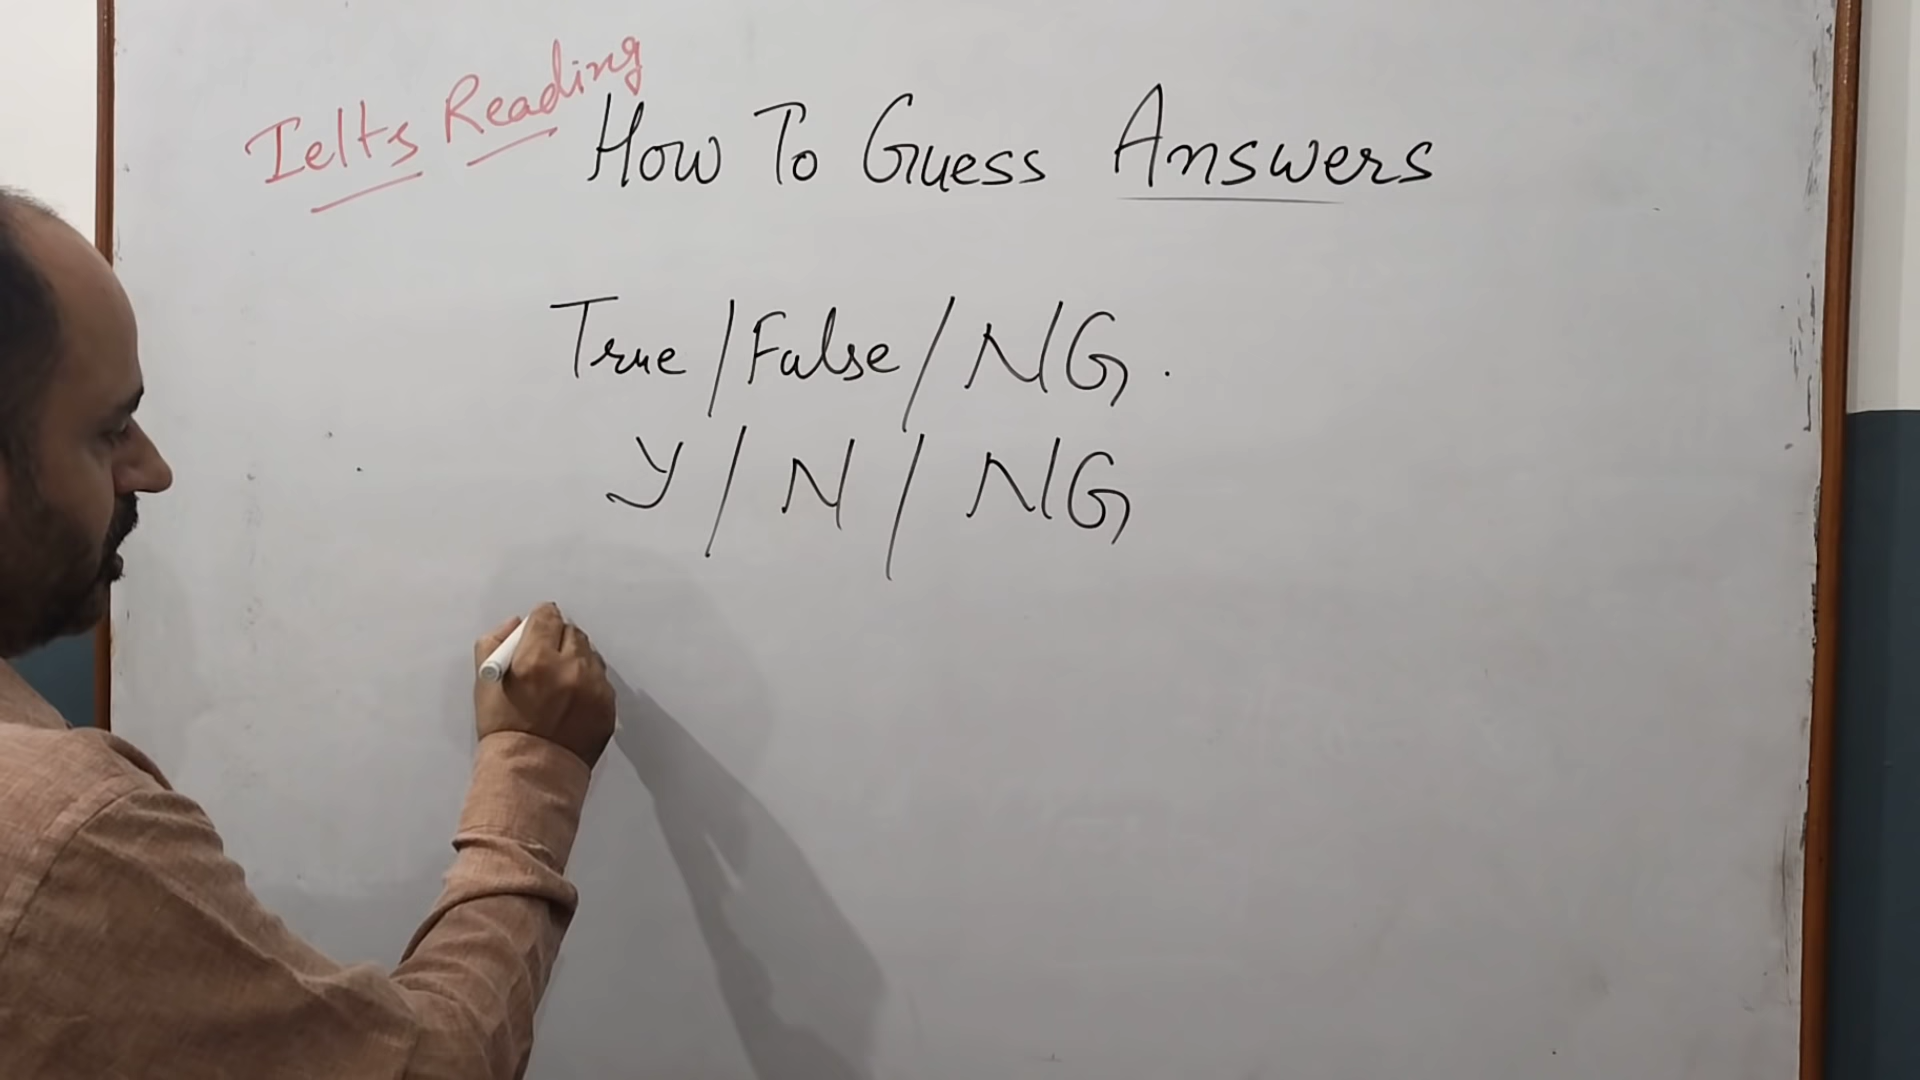 Ielts Reading
How To Guess Answers
True / False / NG.
Y / N / NG